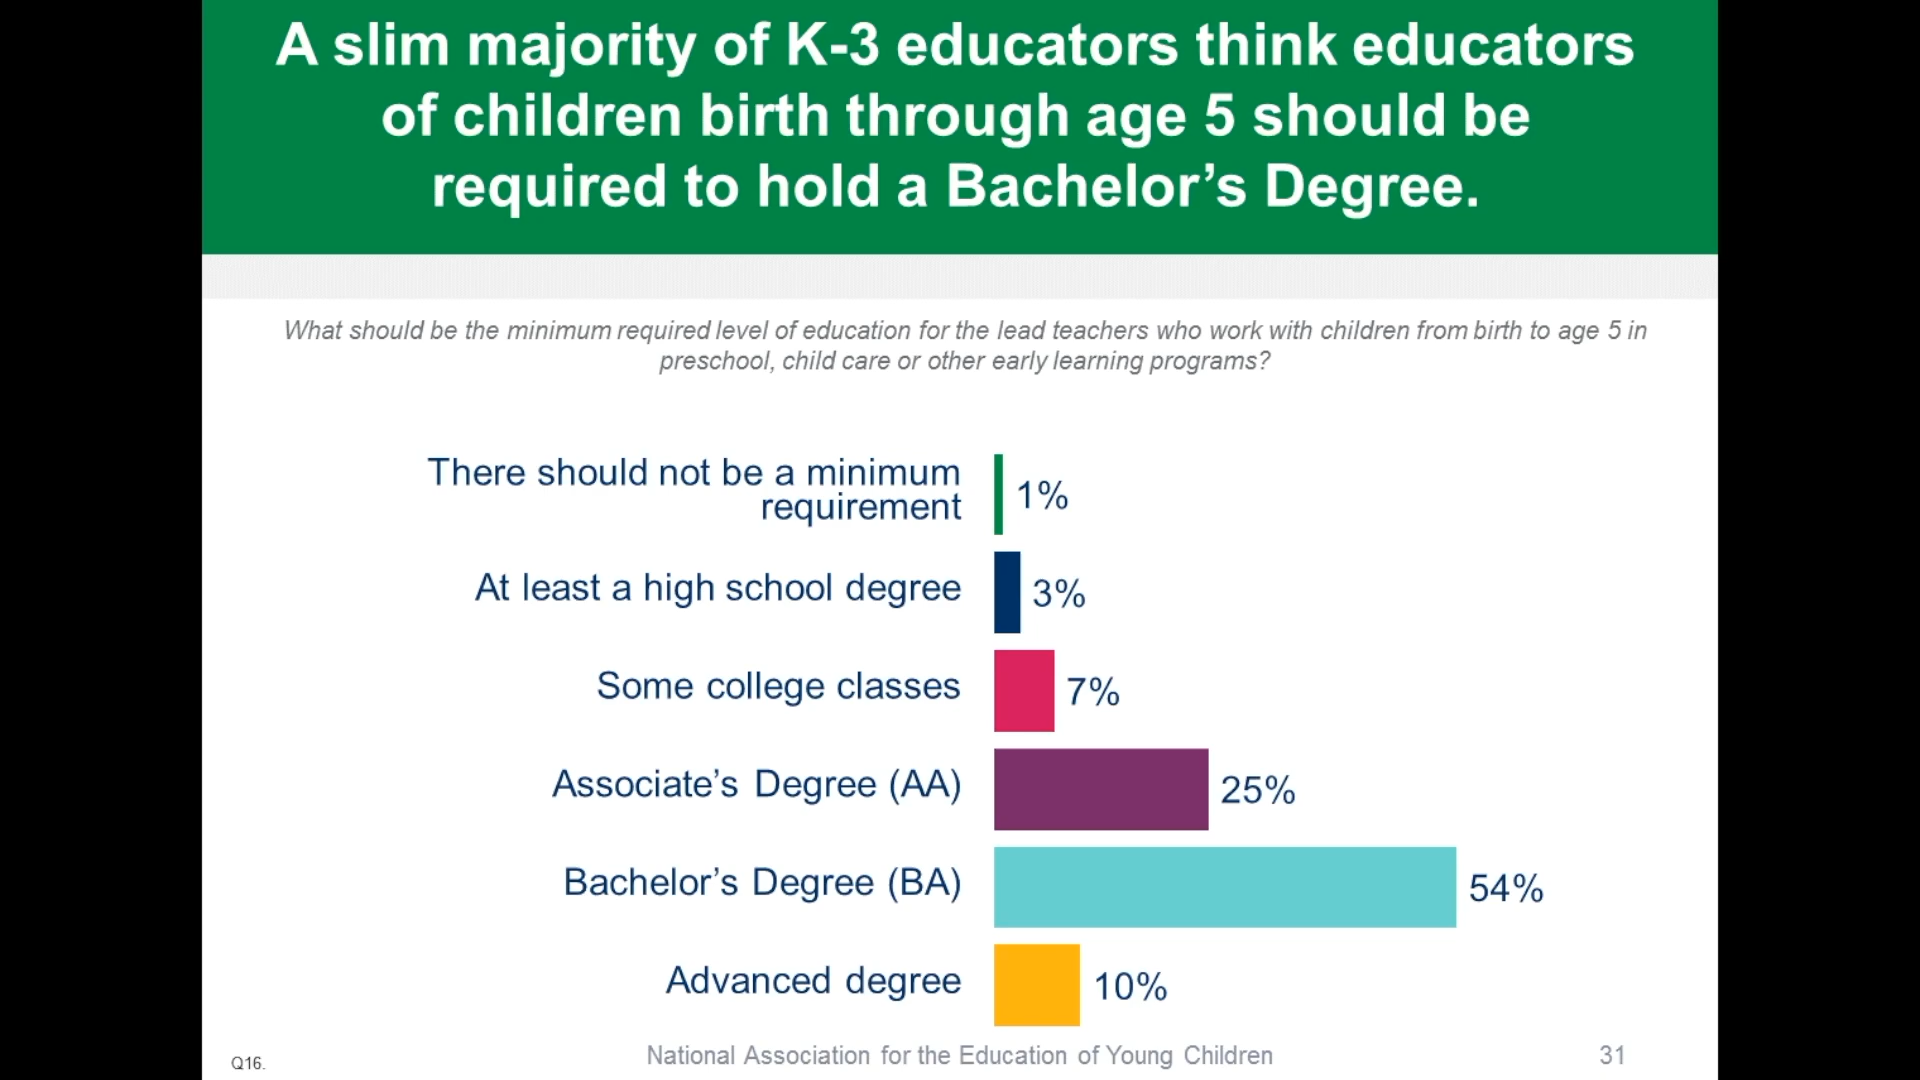 A slim majority of K-3 educators think educators
of children birth through age 5 should be
required to hold a Bachelor’s Degree.
What should be the minimum required level of education for the lead teachers who work with children from birth to age 5 in
preschool, child care or other early learning programs?
There should not be a minimum
requirement
1%
At least a high school degree
3%
Some college classes
7%
Associate’s Degree (AA)
25%
Bachelor’s Degree (BA)
54%
Advanced degree
10%
Q16.
National Association for the Education of Young Children
31